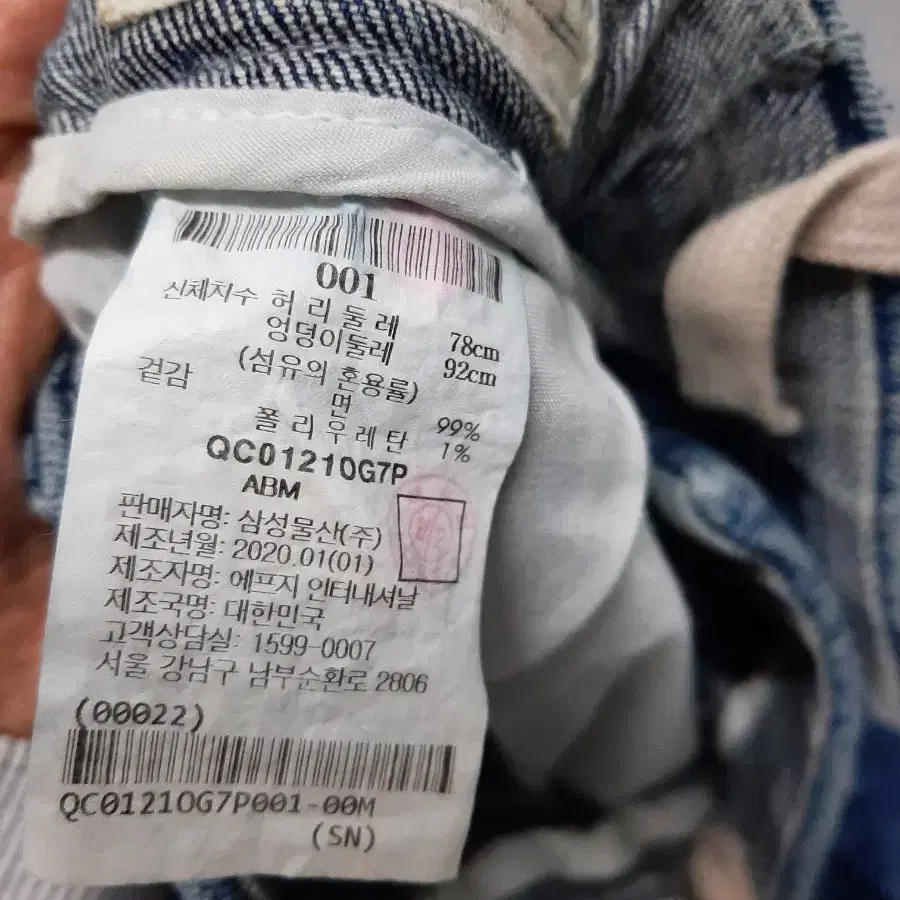 001
신체치수 허 리 둘 레 78cm
엉덩이둘레 92cm
(섬유의 혼용률)
겉감 면 99%
폴 리 우 레 탄 1%
QC01210G7P
ABM
판매자명: 삼성물산(주)
제조년월: 2020.01(01)
제조자명: 에프지 인터내셔날
제조국명: 대한민국
고객상담실: 1599-0007
서울 강남구 남부순환로 2806
(00022)
QC01210G7P001-00M
(SN)